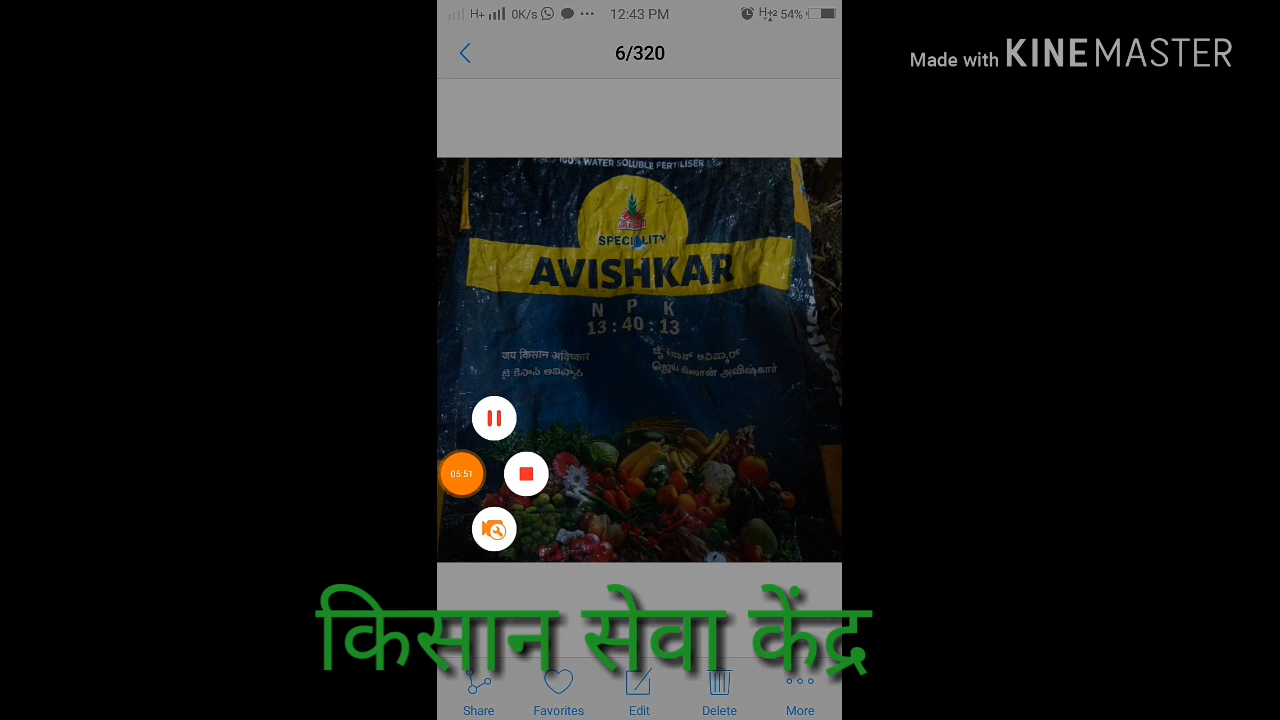 H+ 0K/s 12:43 PM 54%
6/320
Made with KINEMASTER
100% WATER SOLUBLE FERTILISER
SPECIALITY
AVISHKAR
N P K
13 : 40 : 13
जय किसान अविष्कार
ஜெய் கிஸான் அவிஷ்கார்
05:51
किसान सेवा केंद्र
Share Favorites Edit Delete More